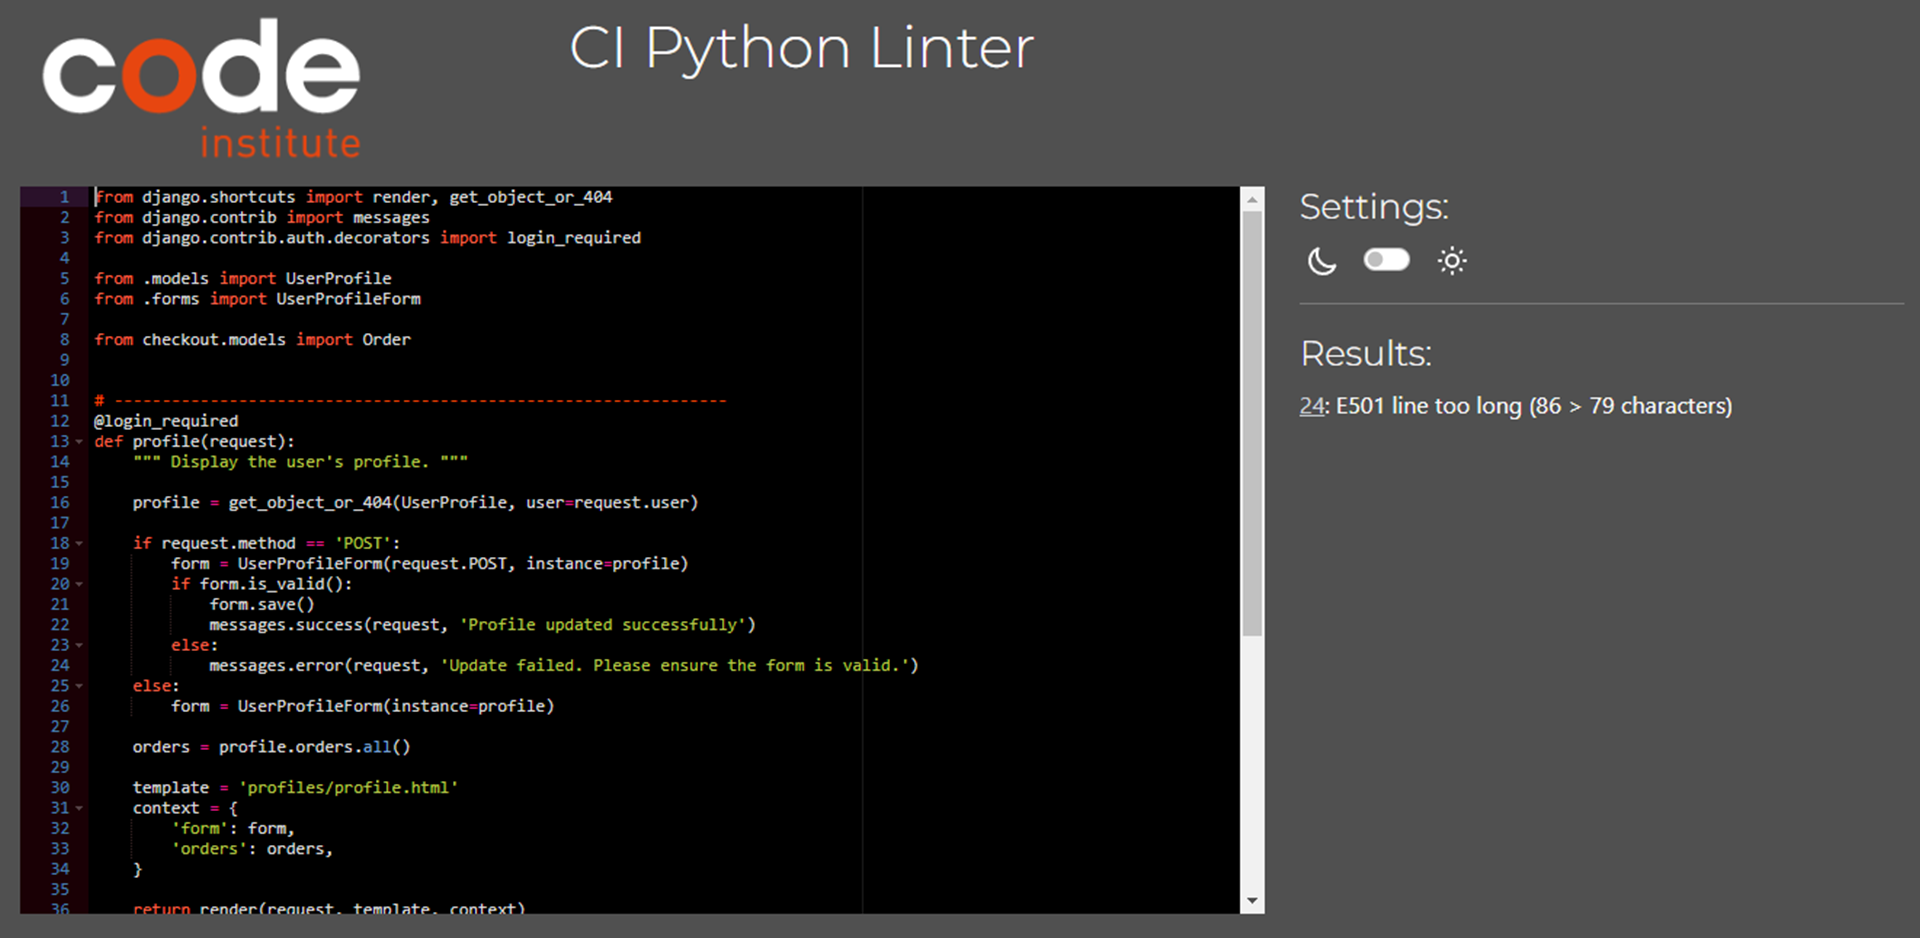 code
institute
CI Python Linter
1 from django.shortcuts import render, get_object_or_404
2 from django.contrib import messages
3 from django.contrib.auth.decorators import login_required
4
5 from .models import UserProfile
6 from .forms import UserProfileForm
7
8 from checkout.models import Order
9
10
11 # ----------------------------------------------------------------
12 @login_required
13 def profile(request):
14     """ Display the user's profile. """
15
16     profile = get_object_or_404(UserProfile, user=request.user)
17
18     if request.method == 'POST':
19         form = UserProfileForm(request.POST, instance=profile)
20         if form.is_valid():
21             form.save()
22             messages.success(request, 'Profile updated successfully')
23         else:
24             messages.error(request, 'Update failed. Please ensure the form is valid.')
25     else:
26         form = UserProfileForm(instance=profile)
27
28     orders = profile.orders.all()
29
30     template = 'profiles/profile.html'
31     context = {
32         'form': form,
33         'orders': orders,
34     }
35
36     return render(request, template, context)
Settings:
Results:
24: E501 line too long (86 > 79 characters)